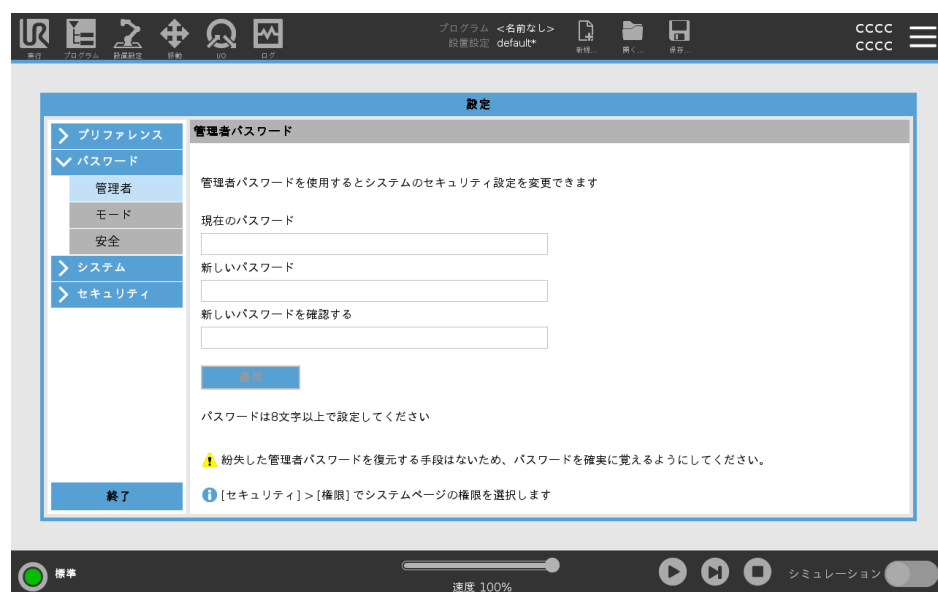 プログラム <名前なし>
設置設定 default*
実行
プログラム
設置設定
移動
I/O
ログ
新規...
開く...
保存...
CCCC
CCCC
設定
プリファレンス
パスワード
管理者
モード
安全
システム
セキュリティ
終了
管理者パスワード
管理者パスワードを使用するとシステムのセキュリティ設定を変更できます
現在のパスワード
新しいパスワード
新しいパスワードを確認する
適用
パスワードは8文字以上で設定してください
紛失した管理者パスワードを復元する手段はないため、パスワードを確実に覚えるようにしてください。
[セキュリティ] > [権限] でシステムページの権限を選択します
標準
速度 100%
シミュレーション